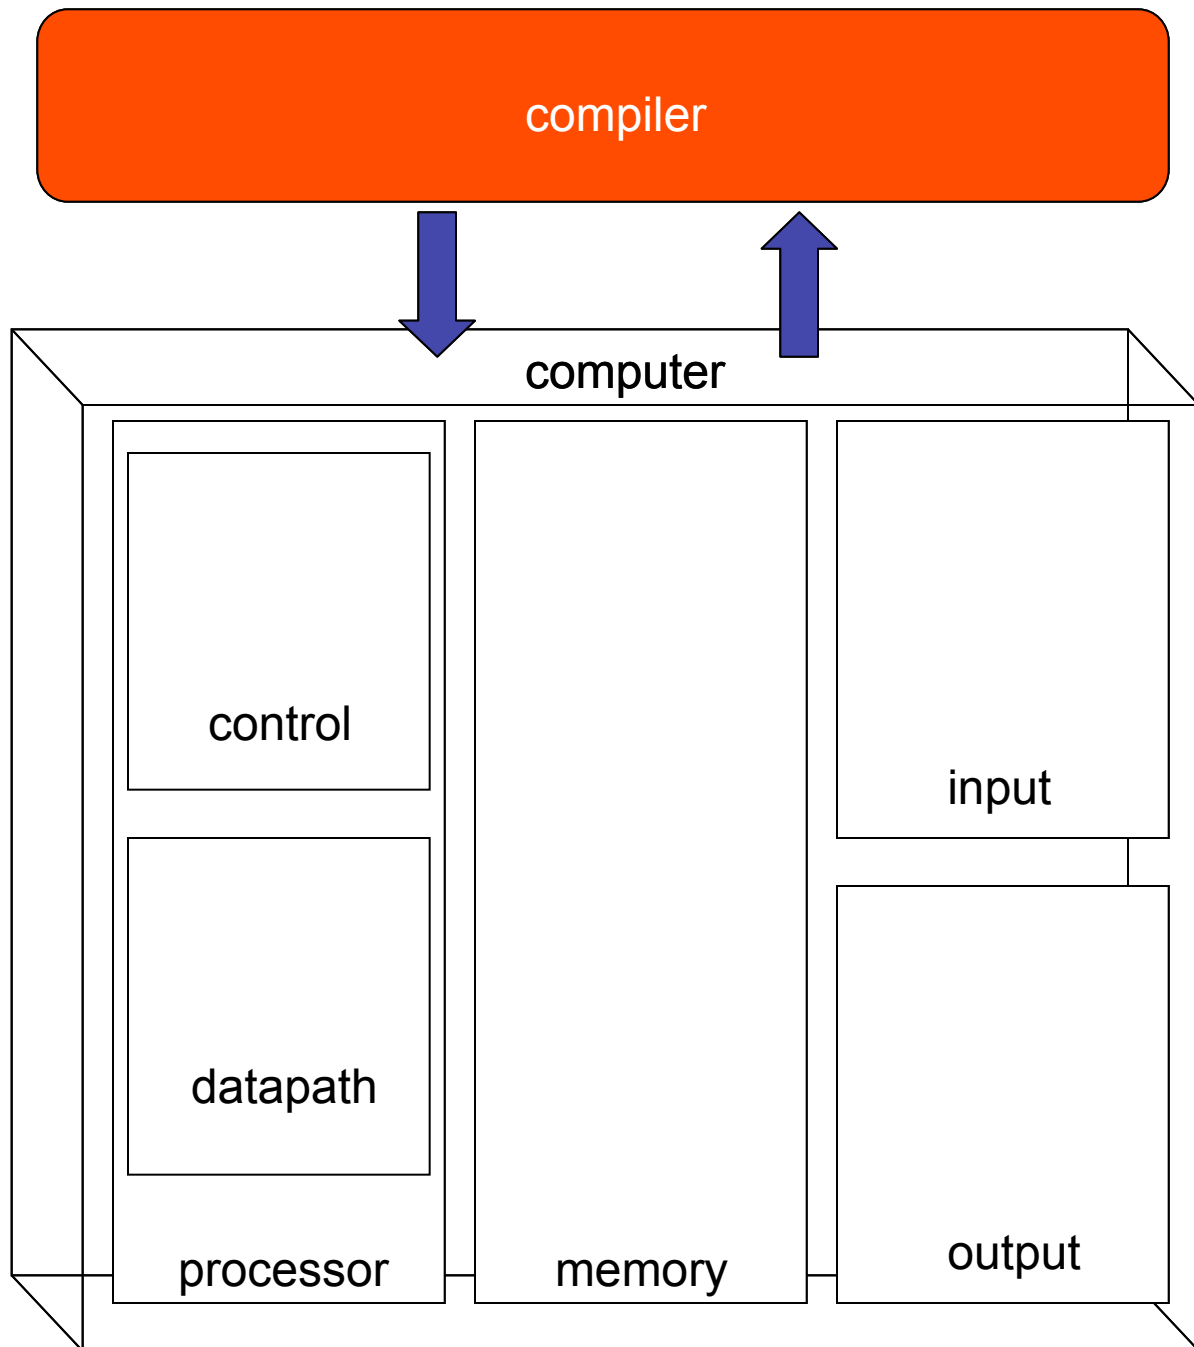 compiler
computer
control
datapath
processor
memory
input
output